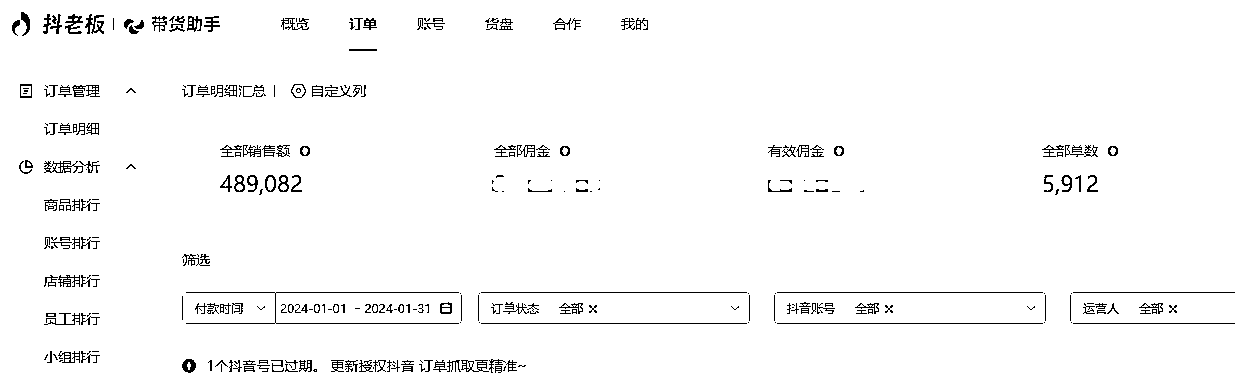 抖老板 | 带货助手 概览 订单 账号 货盘 合作 我的
订单管理
订单明细
数据分析
商品排行
账号排行
店铺排行
员工排行
小组排行
订单明细汇总 | 自定义列
全部销售额 全部佣金 有效佣金 全部单数
489,082 5,912
筛选
付款时间 2024-01-01 - 2024-01-31 订单状态 全部 × 抖音账号 全部 × 运营人 全部 ×
1个抖音号已过期。 更新授权抖音 订单抓取更精准~